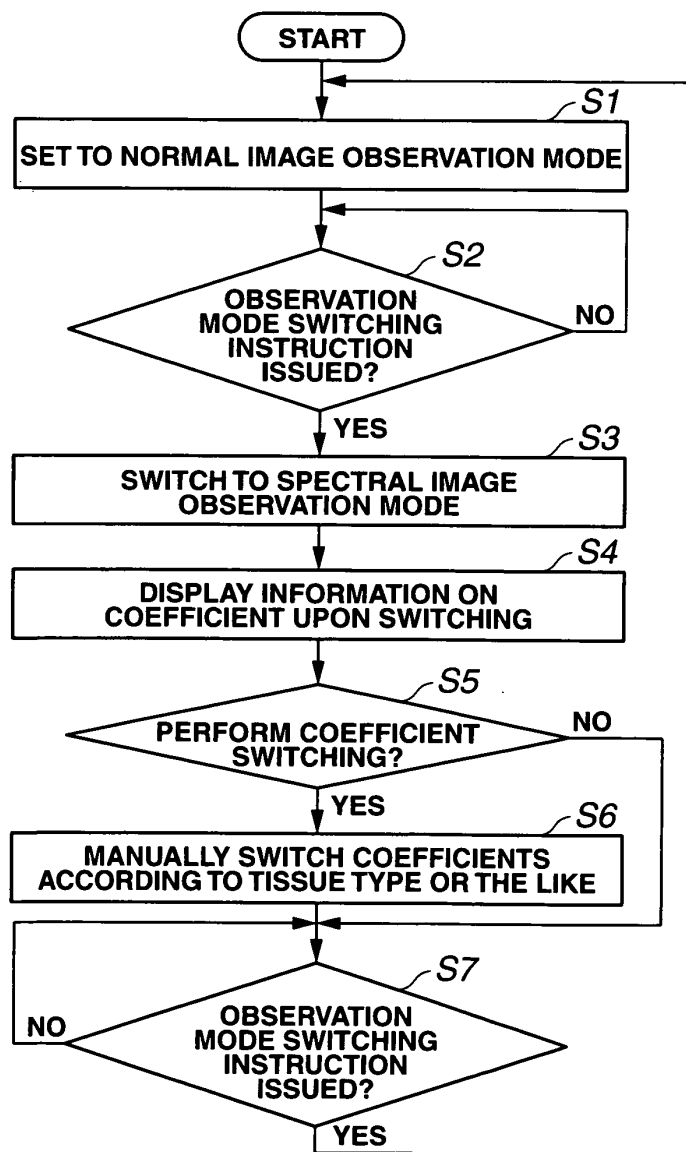 START
S1
SET TO NORMAL IMAGE OBSERVATION MODE
S2
OBSERVATION
MODE SWITCHING
INSTRUCTION
ISSUED?
NO
YES
S3
SWITCH TO SPECTRAL IMAGE
OBSERVATION MODE
S4
DISPLAY INFORMATION ON
COEFFICIENT UPON SWITCHING
S5
PERFORM COEFFICIENT
SWITCHING?
NO
YES
S6
MANUALLY SWITCH COEFFICIENTS
ACCORDING TO TISSUE TYPE OR THE LIKE
S7
OBSERVATION
MODE SWITCHING
INSTRUCTION
ISSUED?
NO
YES